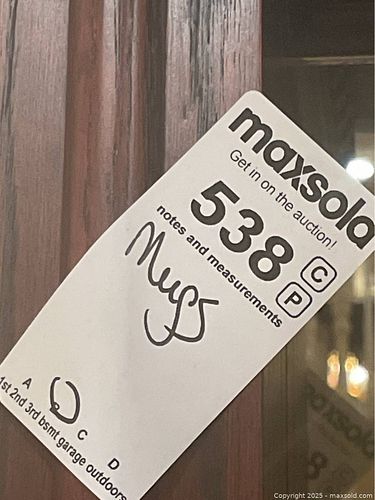 maxsold
Get in on the auction!
538 C P
notes and measurements
Mugs
A B C D
1st 2nd 3rd bsmt garage outdoors
Copyright 2025 - maxsold.com